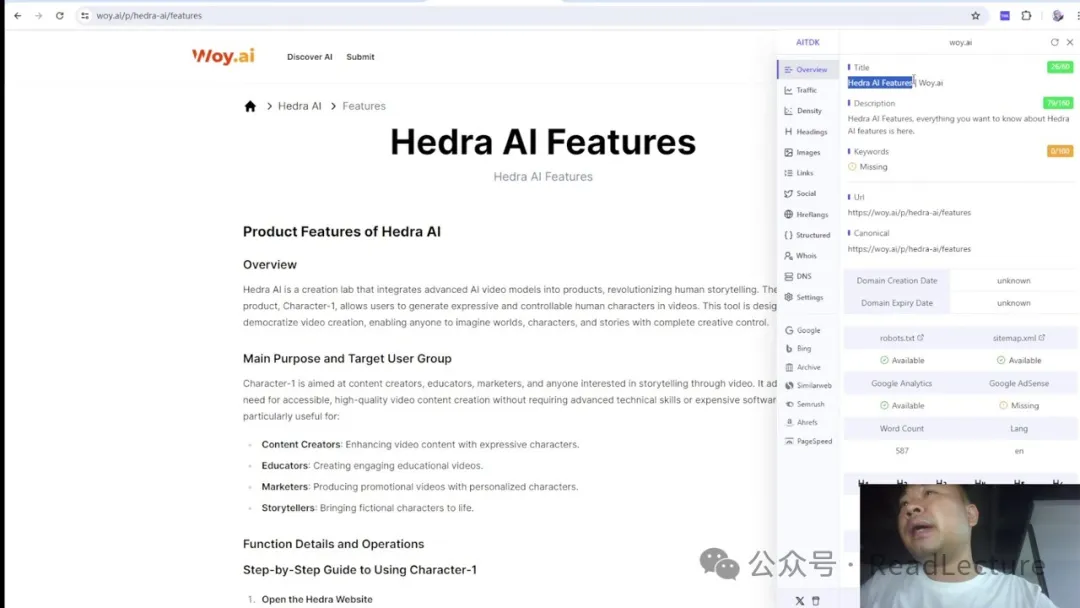 woy.ai/p/hedra-ai/features
Woy.ai
Discover AI
Submit
Hedra AI
Features
Hedra AI Features
Hedra AI Features
Product Features of Hedra AI
Overview
Hedra AI is a creation lab that integrates advanced AI video models into products, revolutionizing human storytelling. The
product, Character-1, allows users to generate expressive and controllable human characters in videos. This tool is desig
democratize video creation, enabling anyone to imagine worlds, characters, and stories with complete creative control.
Main Purpose and Target User Group
Character-1 is aimed at content creators, educators, marketers, and anyone interested in storytelling through video. It ad
need for accessible, high-quality video content creation without requiring advanced technical skills or expensive softwar
particularly useful for:
Content Creators: Enhancing video content with expressive characters.
Educators: Creating engaging educational videos.
Marketers: Producing promotional videos with personalized characters.
Storytellers: Bringing fictional characters to life.
Function Details and Operations
Step-by-Step Guide to Using Character-1
1. Open the Hedra Website
AITDK
Overview
Traffic
Density
Headings
Images
Links
Social
Hreflangs
Structured
Whois
DNS
Settings
Google
Bing
Archive
Similarweb
Semrush
Ahrefs
PageSpeed
woy.ai
Title
26/60
Hedra AI Features | Woy.ai
Description
79/160
Hedra AI Features, everything you want to know about Hedra
AI features is here.
Keywords
0/100
Missing
Url
https://woy.ai/p/hedra-ai/features
Canonical
https://woy.ai/p/hedra-ai/features
Domain Creation Date
unknown
Domain Expiry Date
unknown
robots.txt
sitemap.xml
Available
Available
Google Analytics
Google AdSense
Available
Missing
Word Count
Lang
587
en
公众号 · ReadLecture